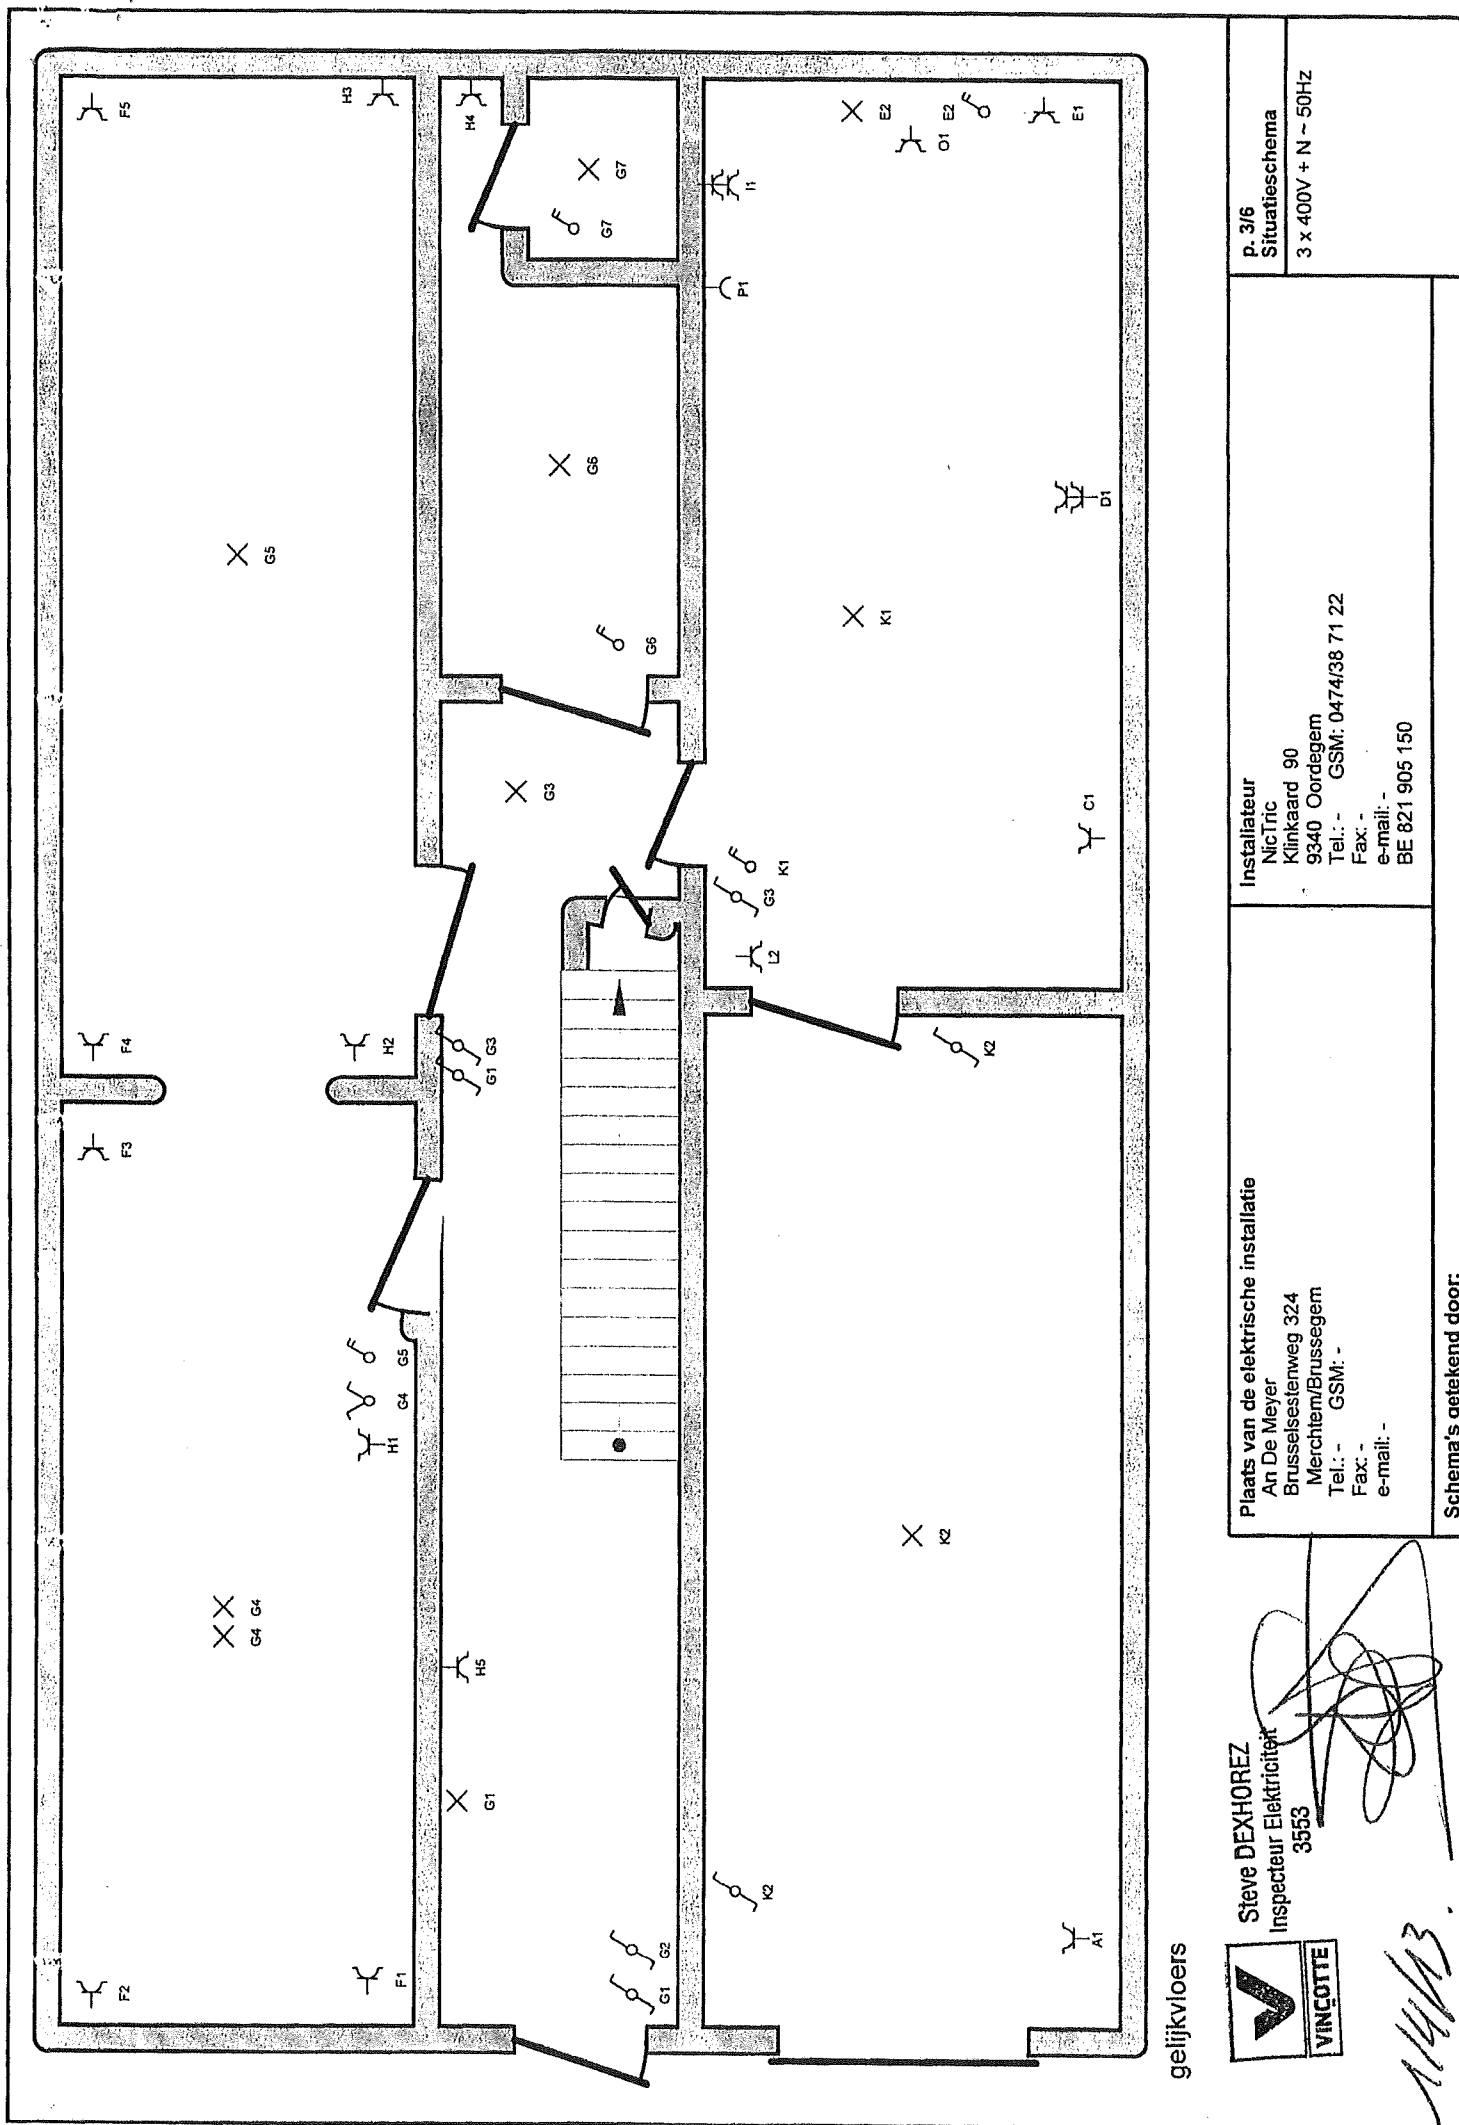 F5
H3
H4
G7
G7
I1
P1
E2
O1
E2
E1
G5
G6
G6
K1
D1
G3
K1
G3
L2
C1
F4
H2
G3
G1
F3
K2
G5
G4
H1
G4
G4
K2
H5
G1
K2
G2
G1
A1
F2
F1
gelijkvloers
VINÇOTTE
Steve DEXHOREZ
Inspecteur Elektriciteit
3553
Plaats van de elektrische installatie
An De Meyer
Brusselsestenweg 324
Merchtem/Brussegem
Tel.: - GSM: -
Fax: -
e-mail: -
Installateur
NicTric
Klinkaard 90
9340 Oordegem
Tel.: - GSM: 0474/38 71 22
Fax: -
e-mail: -
BE 821 905 150
p. 3/6
Situatieschema
3 x 400V + N ~ 50Hz
Schema's getekend door: